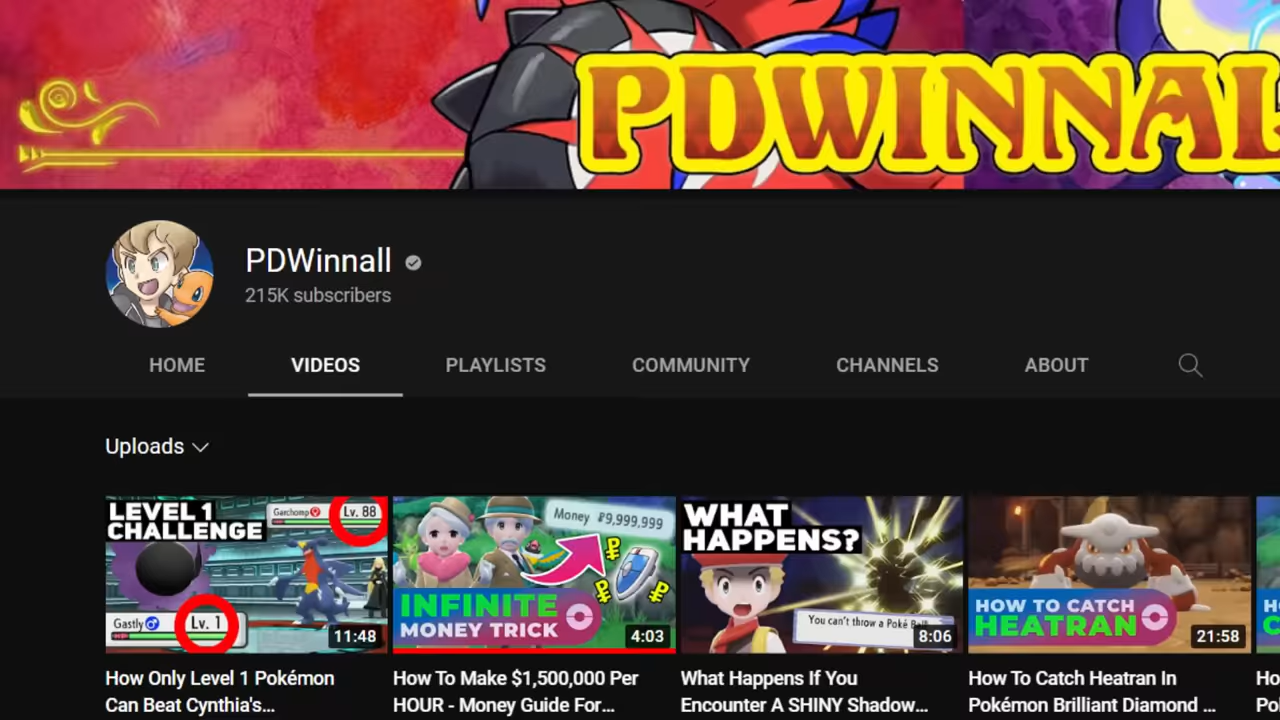 PDWINNAL
PDWinnall
215K subscribers
HOME VIDEOS PLAYLISTS COMMUNITY CHANNELS ABOUT
Uploads
LEVEL 1
CHALLENGE
Garchomp♀ Lv. 88
Gastly♂ Lv. 1
HP
11:48
Money ₽9,999,999
₽
₽ ₽
INFINITE
MONEY TRICK
4:03
WHAT
HAPPENS?
You can't throw a Poké
8:06
HOW TO CATCH
HEATRAN
21:58
H
C
How Only Level 1 Pokémon
Can Beat Cynthia's...
How To Make $1,500,000 Per
HOUR - Money Guide For...
What Happens If You
Encounter A SHINY Shadow...
How To Catch Heatran In
Pokémon Brilliant Diamond ...
Ho
Po